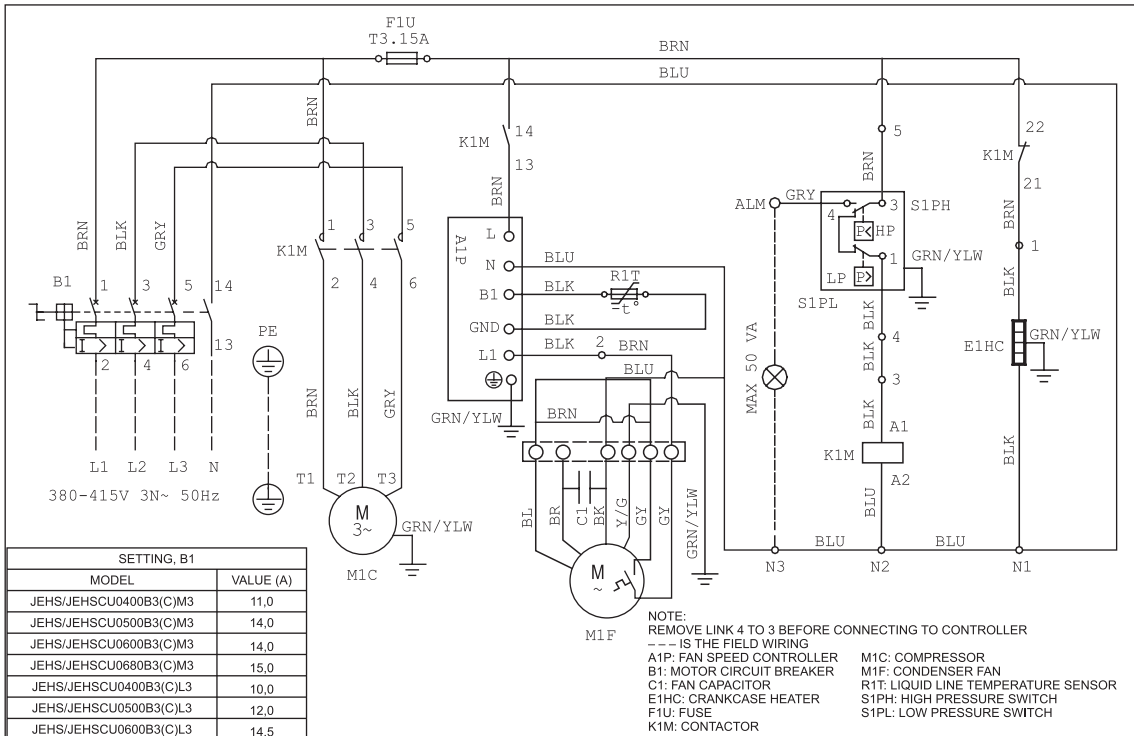 F1U
T3.15A
BRN
BLU
BRN
K1M
14
13
BRN
5
BRN
22
K1M
21
BRN
1
BLK
ALM
GRY
4
3
S1PH
P<
HP
1
GRN/YLW
LP
P>
S1PL
BRN
BLK
GRY
B1
1
3
5
14
13
I >
I >
I >
2
4
6
PE
L1
L2
L3
N
380-415V 3N~ 50Hz
K1M
1
3
5
2
4
6
BRN
BLK
GRY
T1
T2
T3
M
3~
GRN/YLW
M1C
A1P
L
N
BLU
B1
BLK
R1T
-t°
GND
BLK
L1
BLK
2
BRN
BLU
GRN/YLW
BRN
BL
BR
C1
BK
Y/G
GY
GY
GRN/YLW
M
~
M1F
MAX 50 VA
BLK
4
BLK
3
BLK
A1
K1M
A2
BLU
E1HC
GRN/YLW
BLK
BLU
BLU
N3
N2
N1
SETTING, B1
MODEL VALUE (A)
JEHS/JEHSCU0400B3(C)M3 11,0
JEHS/JEHSCU0500B3(C)M3 14,0
JEHS/JEHSCU0600B3(C)M3 14,0
JEHS/JEHSCU0680B3(C)M3 15,0
JEHS/JEHSCU0400B3(C)L3 10,0
JEHS/JEHSCU0500B3(C)L3 12,0
JEHS/JEHSCU0600B3(C)L3 14,5
NOTE:
REMOVE LINK 4 TO 3 BEFORE CONNECTING TO CONTROLLER
--- IS THE FIELD WIRING
A1P: FAN SPEED CONTROLLER
B1: MOTOR CIRCUIT BREAKER
C1: FAN CAPACITOR
E1HC: CRANKCASE HEATER
F1U: FUSE
K1M: CONTACTOR
M1C: COMPRESSOR
M1F: CONDENSER FAN
R1T: LIQUID LINE TEMPERATURE SENSOR
S1PH: HIGH PRESSURE SWITCH
S1PL: LOW PRESSURE SWITCH